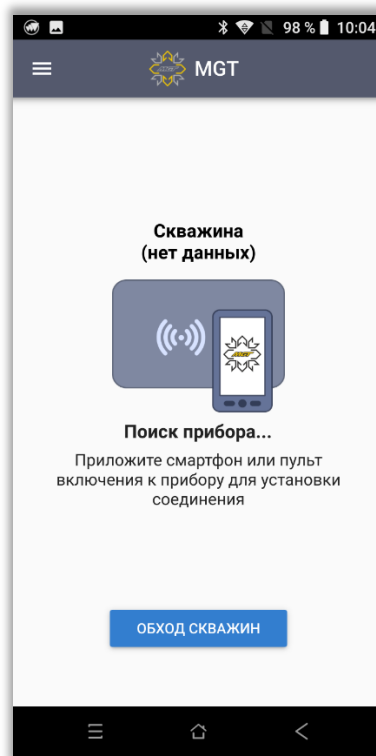 98 % 10:04
MGT
Скважина
(нет данных)
Поиск прибора...
Приложите смартфон или пульт
включения к прибору для установки
соединения
ОБХОД СКВАЖИН